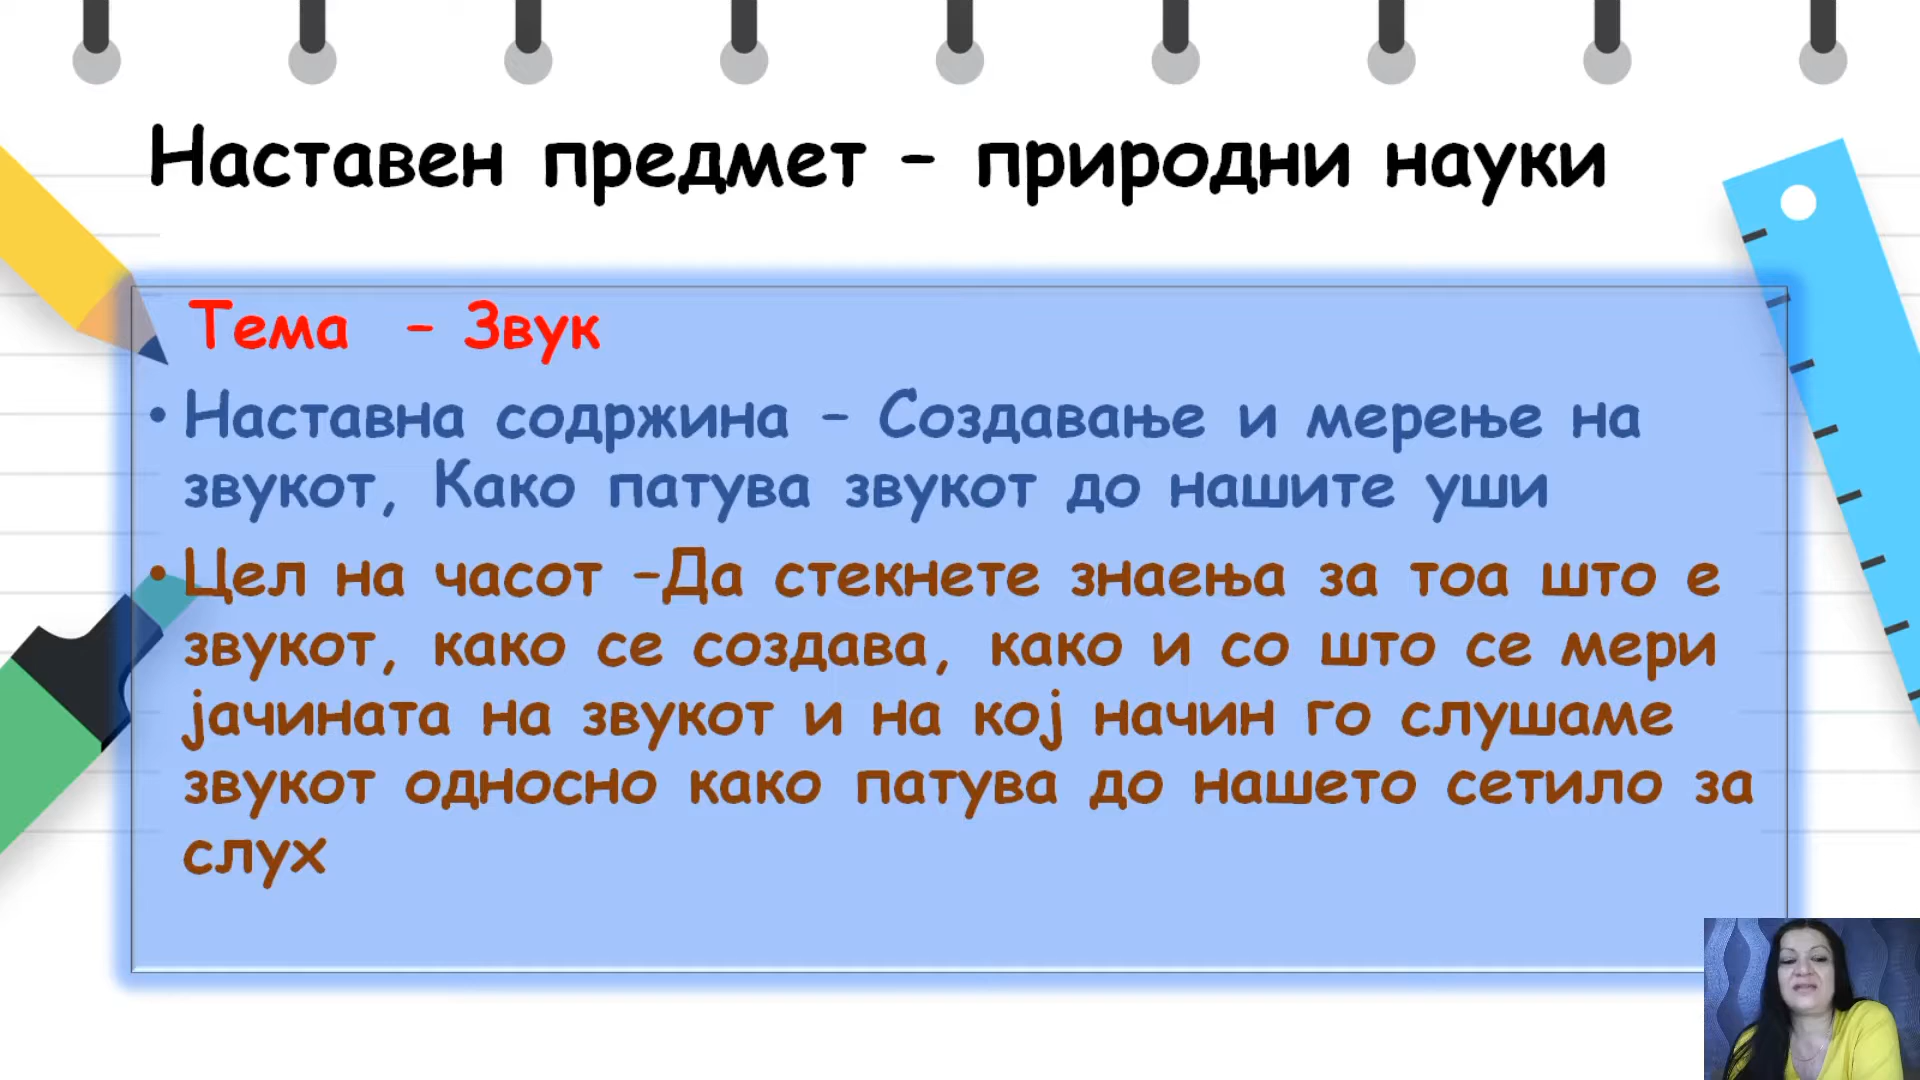 Наставен предмет – природни науки
Тема – Звук
• Наставна содржина – Создавање и мерење на
звукот, Како патува звукот до нашите уши
• Цел на часот –Да стекнете знаења за тоа што е
звукот, како се создава, како и со што се мери
јачината на звукот и на кој начин го слушаме
звукот односно како патува до нашето сетило за
слух